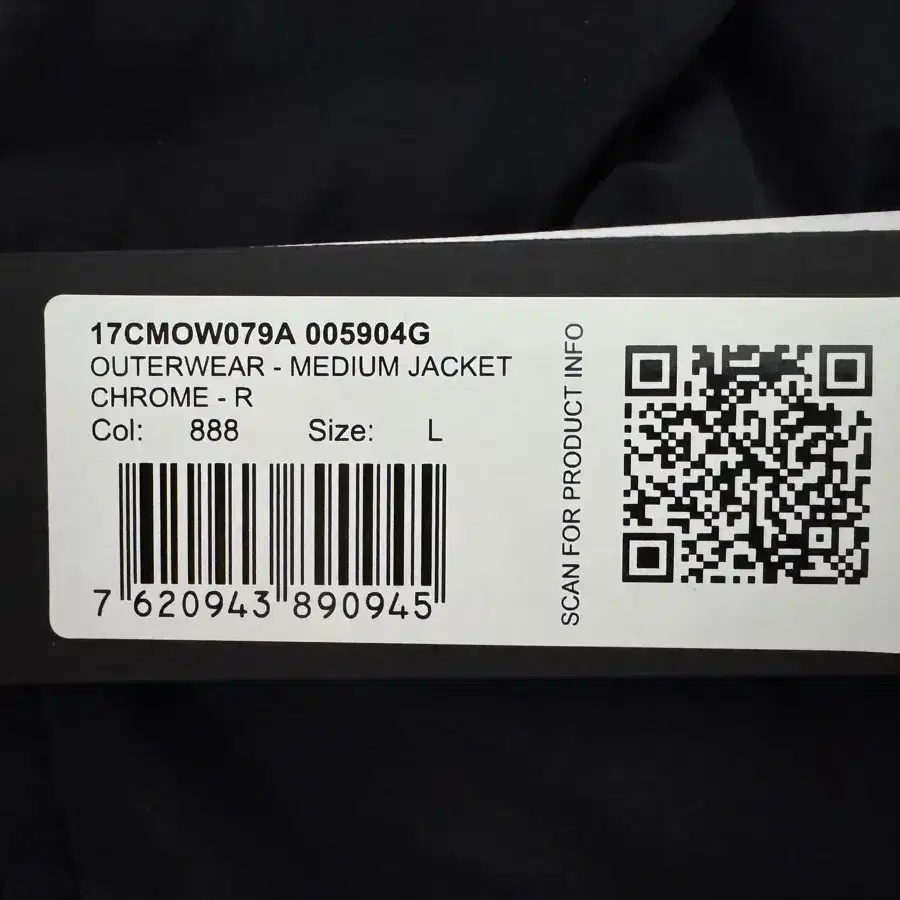 17CMOW079A 005904G
OUTERWEAR - MEDIUM JACKET
CHROME - R
Col: 888 Size: L
7 620943 890945
SCAN FOR PRODUCT INFO